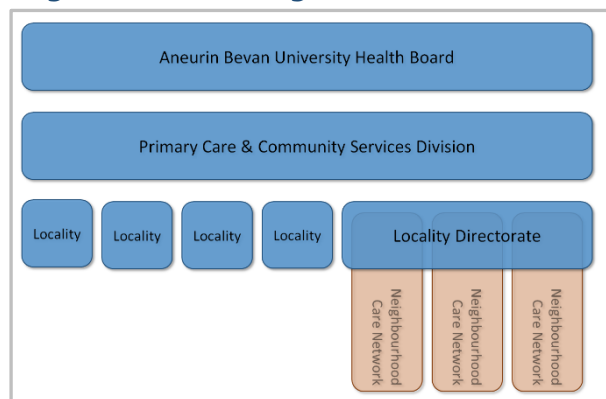 Aneurin Bevan University Health Board
Primary Care & Community Services Division
Locality
Locality
Locality
Locality
Locality Directorate
Neighbourhood
Care Network
Neighbourhood
Care Network
Neighbourhood
Care Network